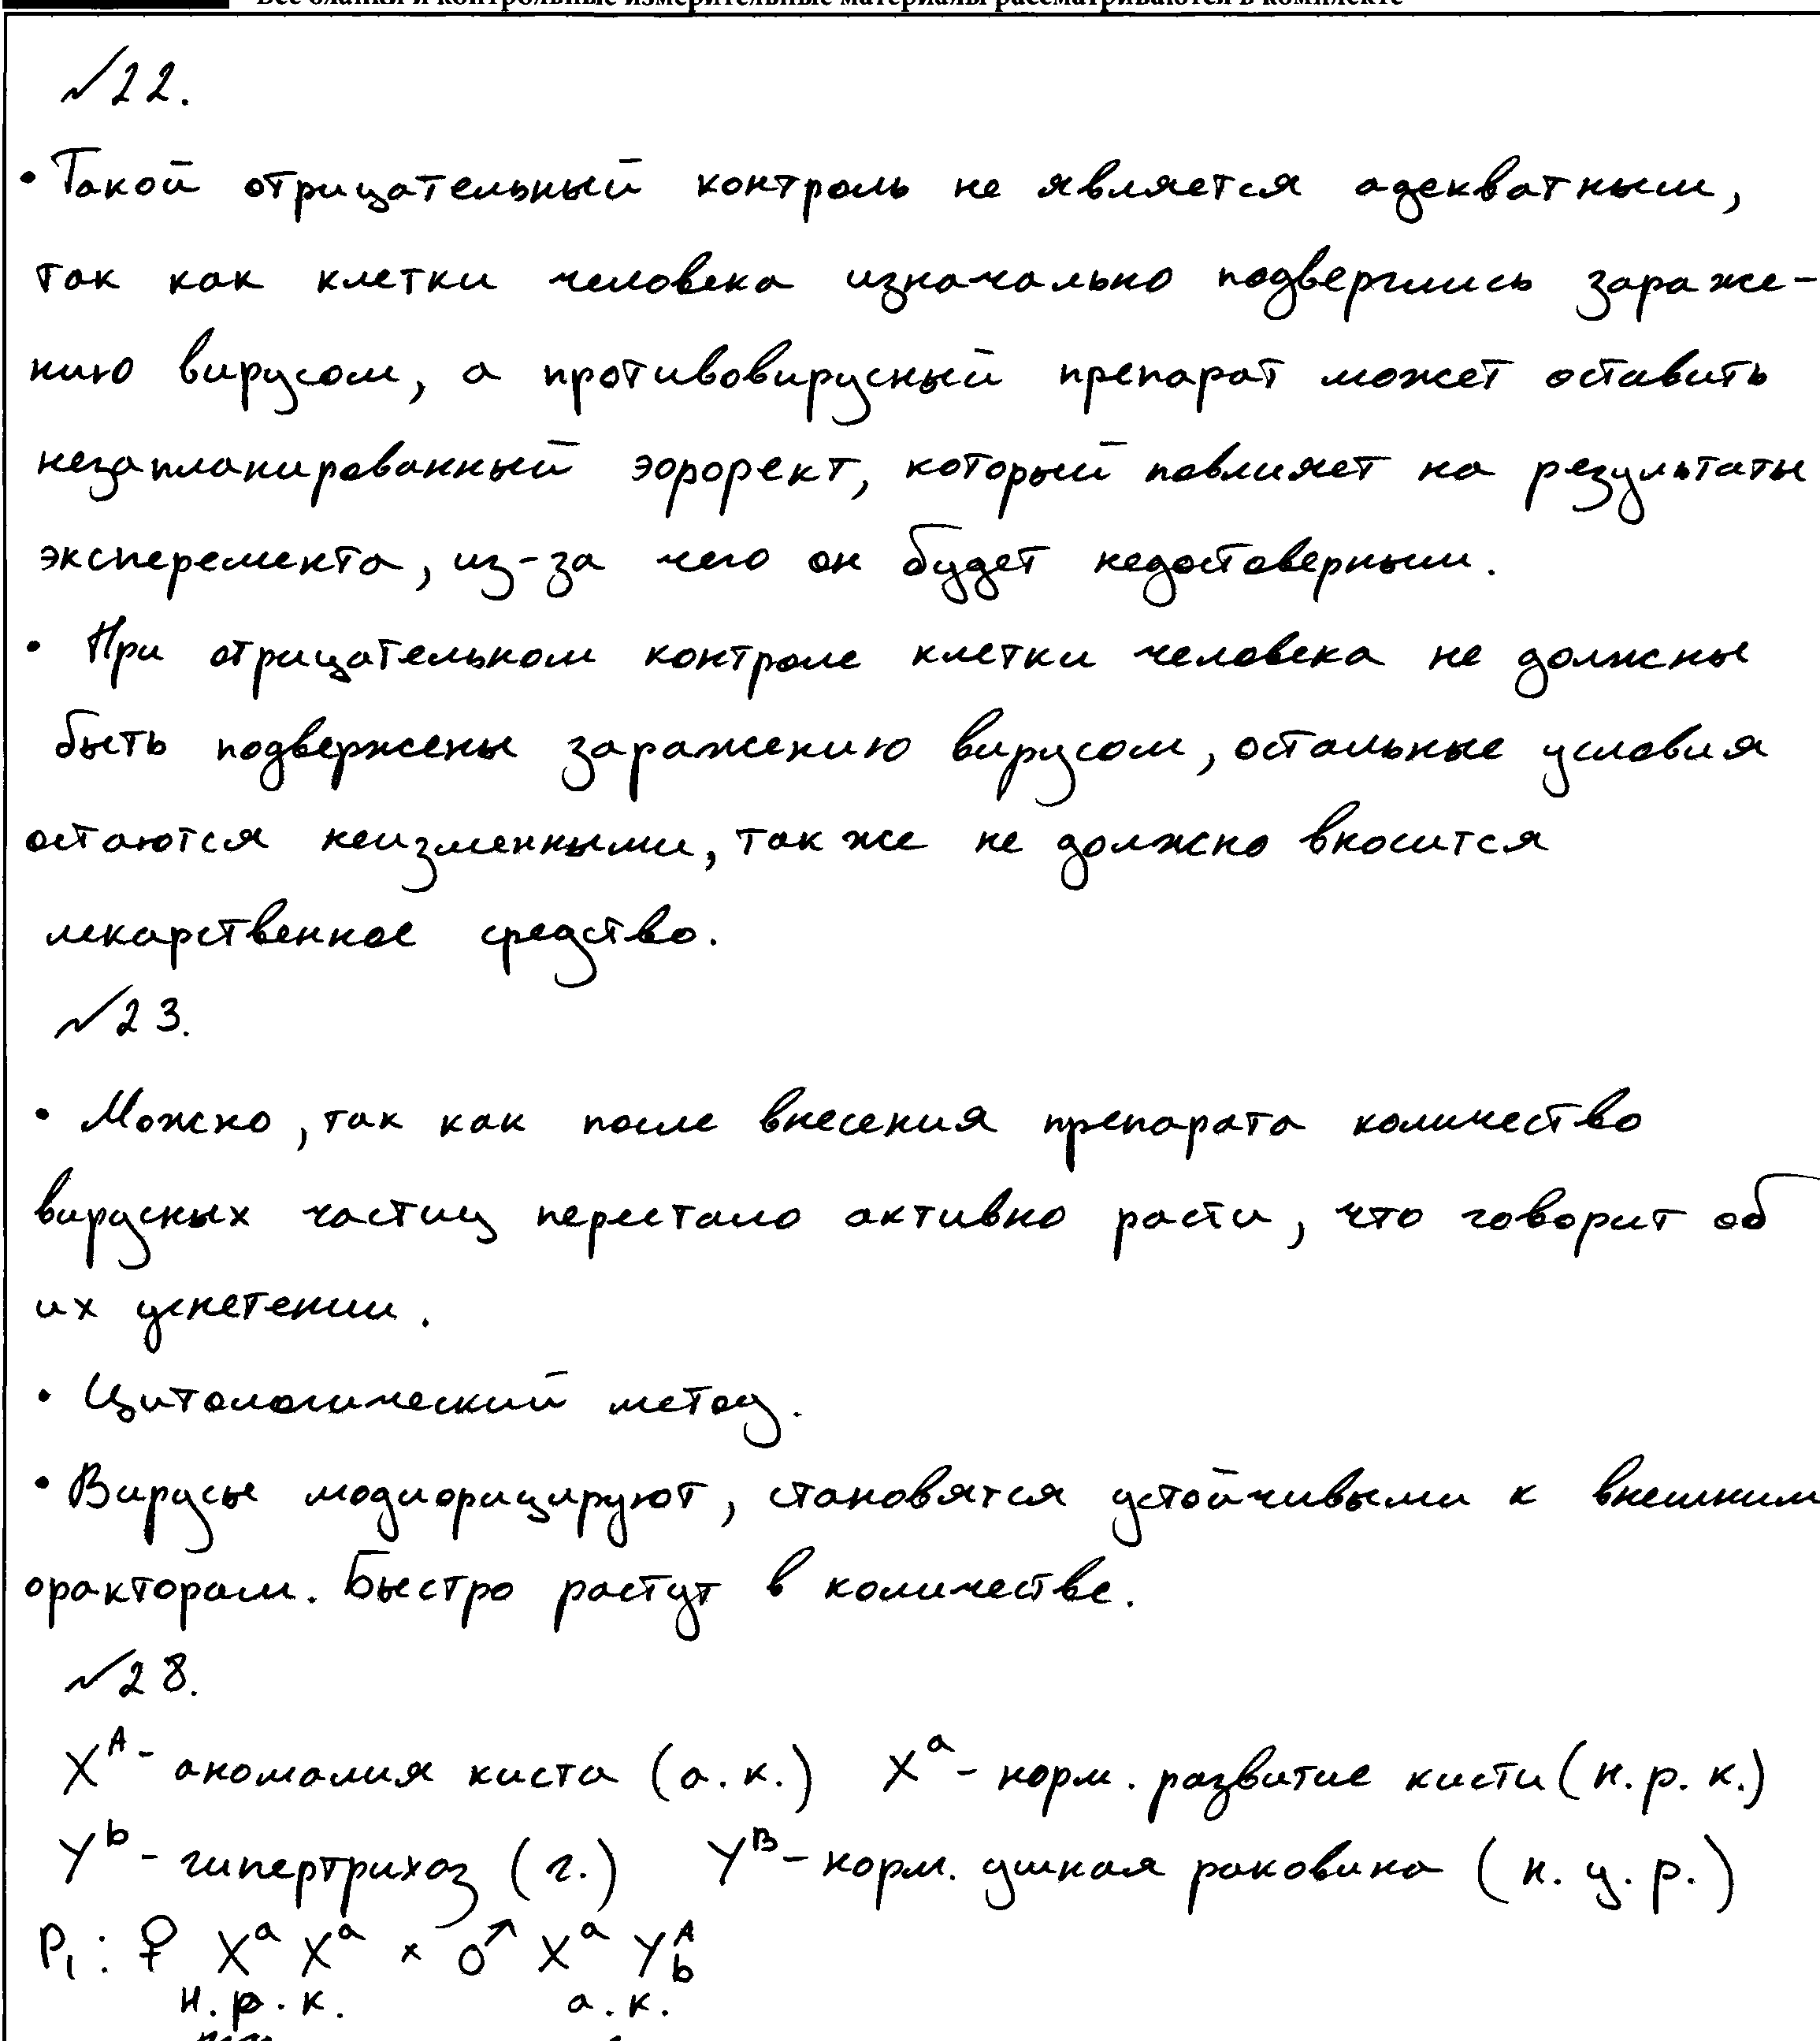 Все бланки и контрольные измерительные материалы рассматриваются в комплекте
№22.
• Такой отрицательный контроль не является адекватным,
так как клетки человека изначально подверглись зараже-
нию вирусом, а противовирусный препарат может оставить
незапланированный эффект, который повлияет на результаты
эксперемента, из-за чего он будет недостоверным.
• При отрицательном контроле клетки человека не должны
быть подвержены заражению вирусом, остальные условия
остаются неизменными, так же не должно вносится
лекарственное средство.
№23.
• Можно, так как после внесения препарата количество
вирусных частиц перестало активно расти, что говорит об
их угнетении.
• Цитологический метод.
• Вирусы модифицируют, становятся устойчивыми к внешним
факторам. Быстро растут в количестве.
№28.
X^A - аномалия киста (а.к.) X^a - норм. развитие кисти (н.р.к.)
Y^b - гипертрихоз (г.) Y^B - норм. ушная раковина (н.у.р.)
P₁: ♀ X^a X^a × ♂ X^a Y^A_b
н.р.к. а.к.